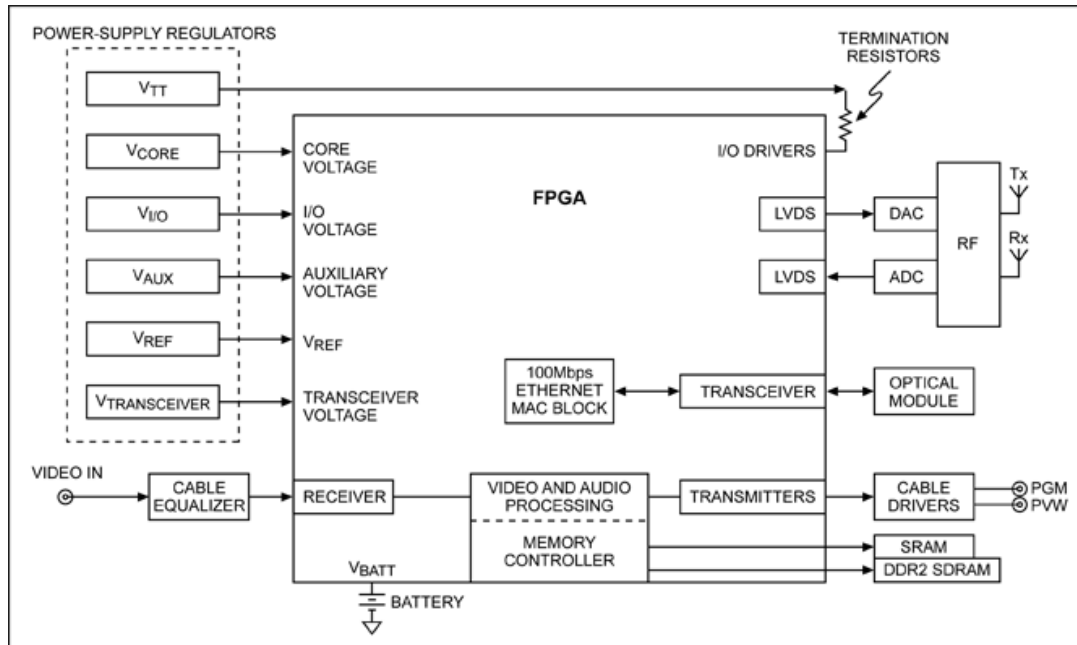 POWER-SUPPLY REGULATORS
VTT
VCORE
VI/O
VAUX
VREF
VTRANSCEIVER
TERMINATION
RESISTORS
FPGA
CORE
VOLTAGE
I/O
VOLTAGE
AUXILIARY
VOLTAGE
VREF
TRANSCEIVER
VOLTAGE
I/O DRIVERS
LVDS
DAC
LVDS
ADC
RF
Tx
Rx
100Mbps
ETHERNET
MAC BLOCK
TRANSCEIVER
OPTICAL
MODULE
VIDEO IN
CABLE
EQUALIZER
RECEIVER
VIDEO AND AUDIO
PROCESSING
MEMORY
CONTROLLER
TRANSMITTERS
CABLE
DRIVERS
PGM
PVW
SRAM
DDR2 SDRAM
VBATT
BATTERY